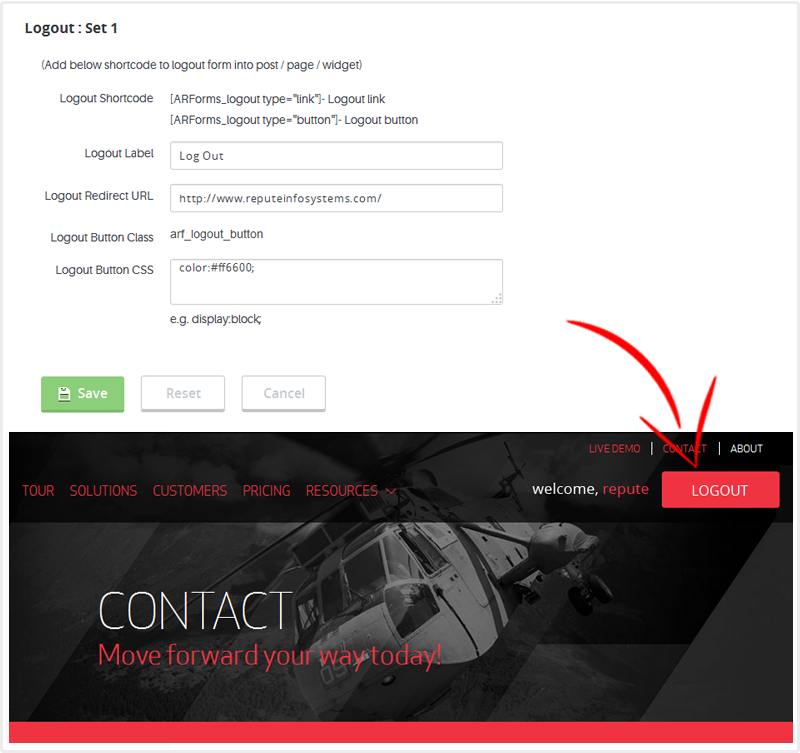 Logout : Set 1
(Add below shortcode to logout form into post / page / widget)
Logout Shortcode
[ARForms_logout type="link"]- Logout link
[ARForms_logout type="button"]- Logout button
Logout Label
Log Out
Logout Redirect URL
http://www.reputeinfosystems.com/
Logout Button Class
arf_logout_button
Logout Button CSS
color:#ff6600;
e.g. display:block;
Save
Reset
Cancel
LIVE DEMO
CONTACT
ABOUT
TOUR
SOLUTIONS
CUSTOMERS
PRICING
RESOURCES
welcome, repute
LOGOUT
CONTACT
Move forward your way today!